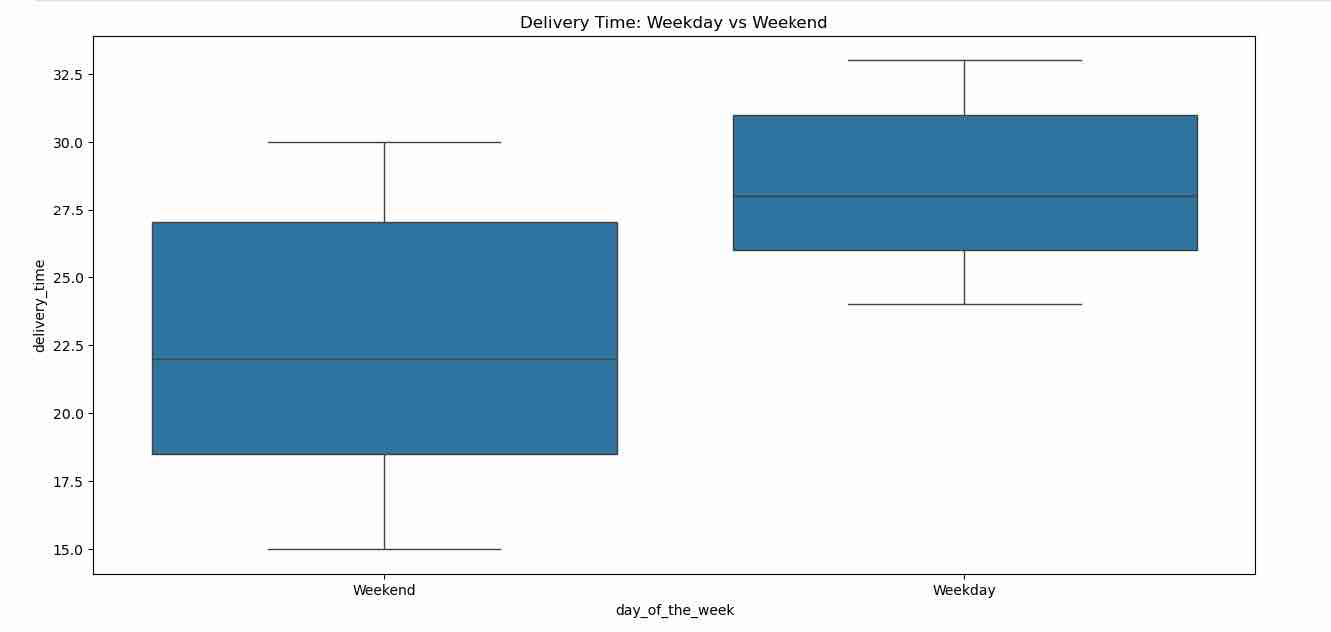 Delivery Time: Weekday vs Weekend
32.5
30.0
27.5
25.0
22.5
20.0
17.5
15.0
delivery_time
Weekend
Weekday
day_of_the_week